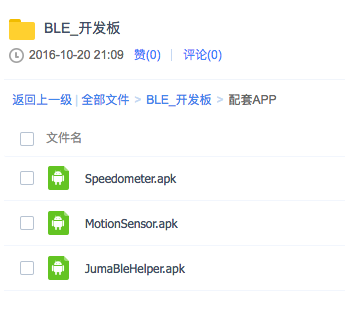 BLE_开发板
2016-10-20 21:09 赞(0) | 评论(0)
返回上一级 | 全部文件 > BLE_开发板 > 配套APP
文件名
Speedometer.apk
MotionSensor.apk
JumaBleHelper.apk